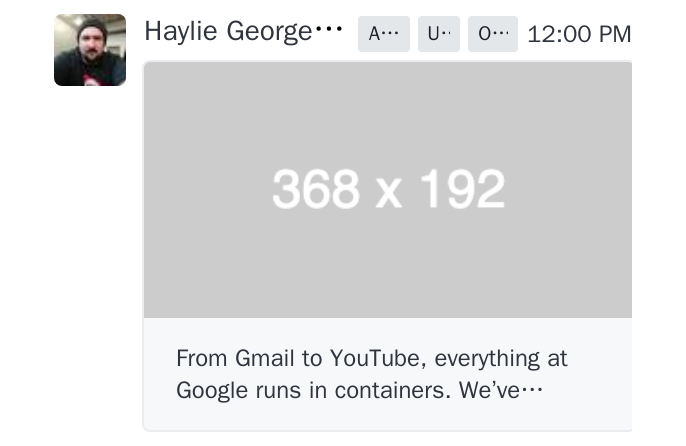 Haylie George··· A··· U·· O··· 12:00 PM
368 x 192
From Gmail to YouTube, everything at
Google runs in containers. We’ve···